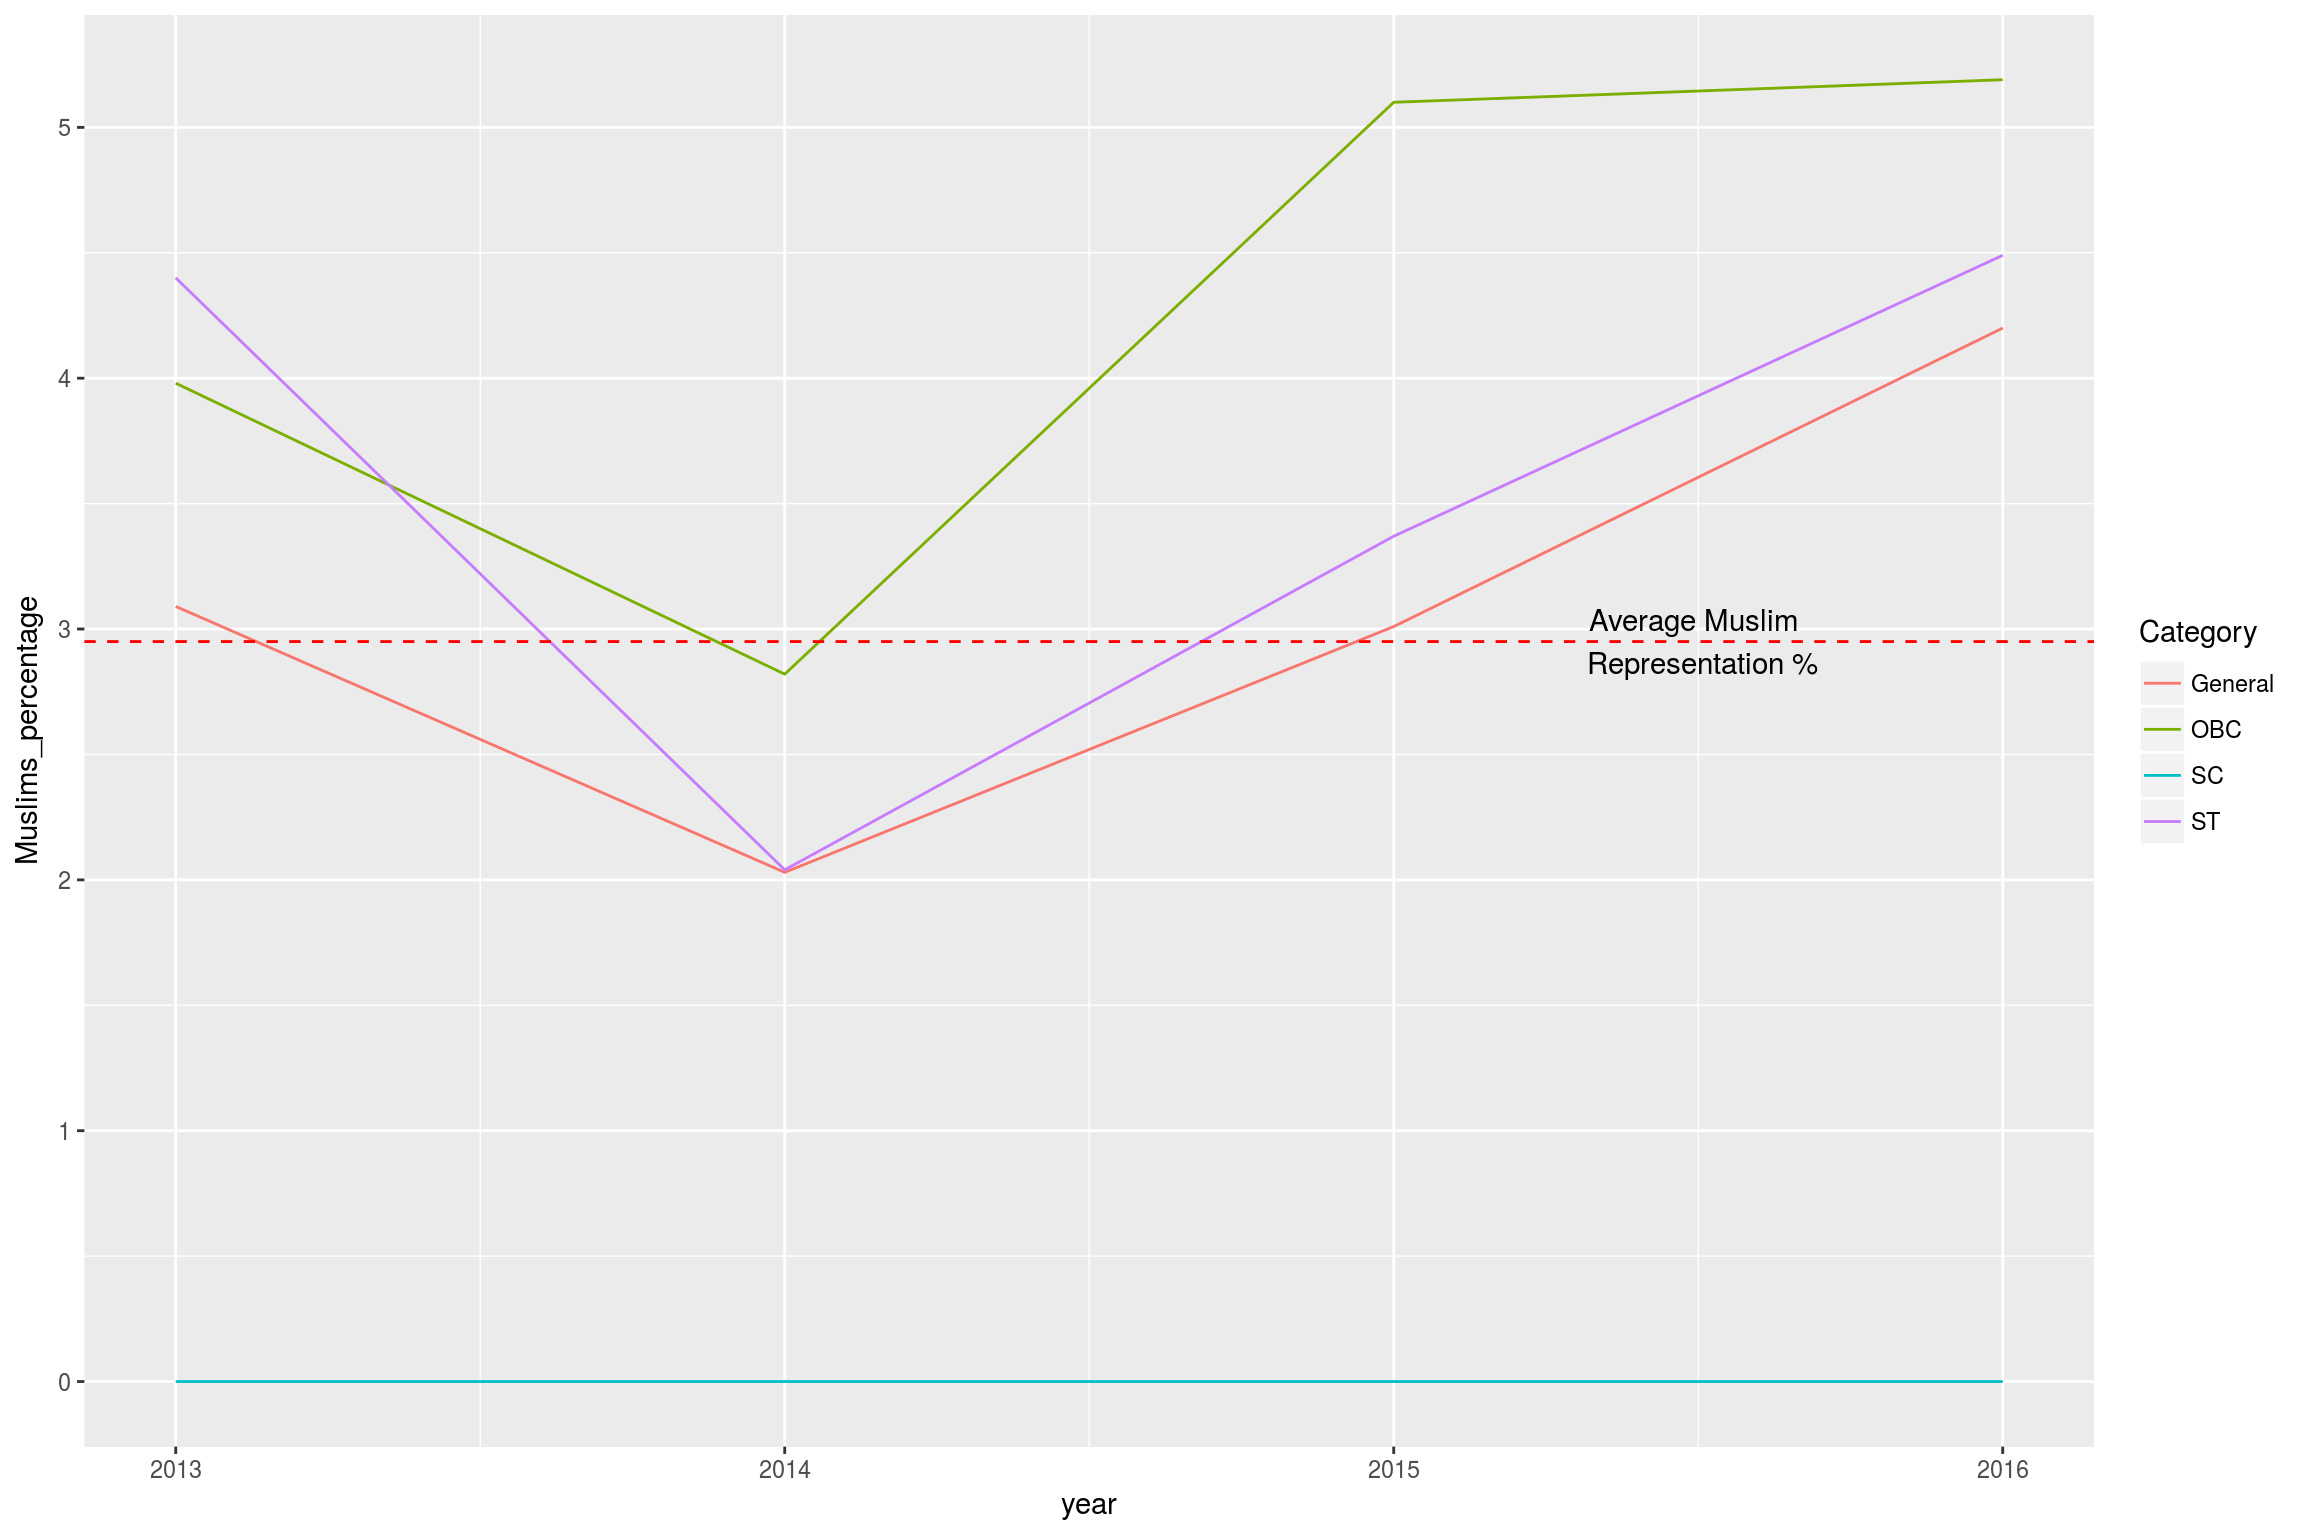 Muslims_percentage
5
4
3
2
1
0
Average Muslim
Representation %
2013
2014
2015
2016
year
Category
General
OBC
SC
ST